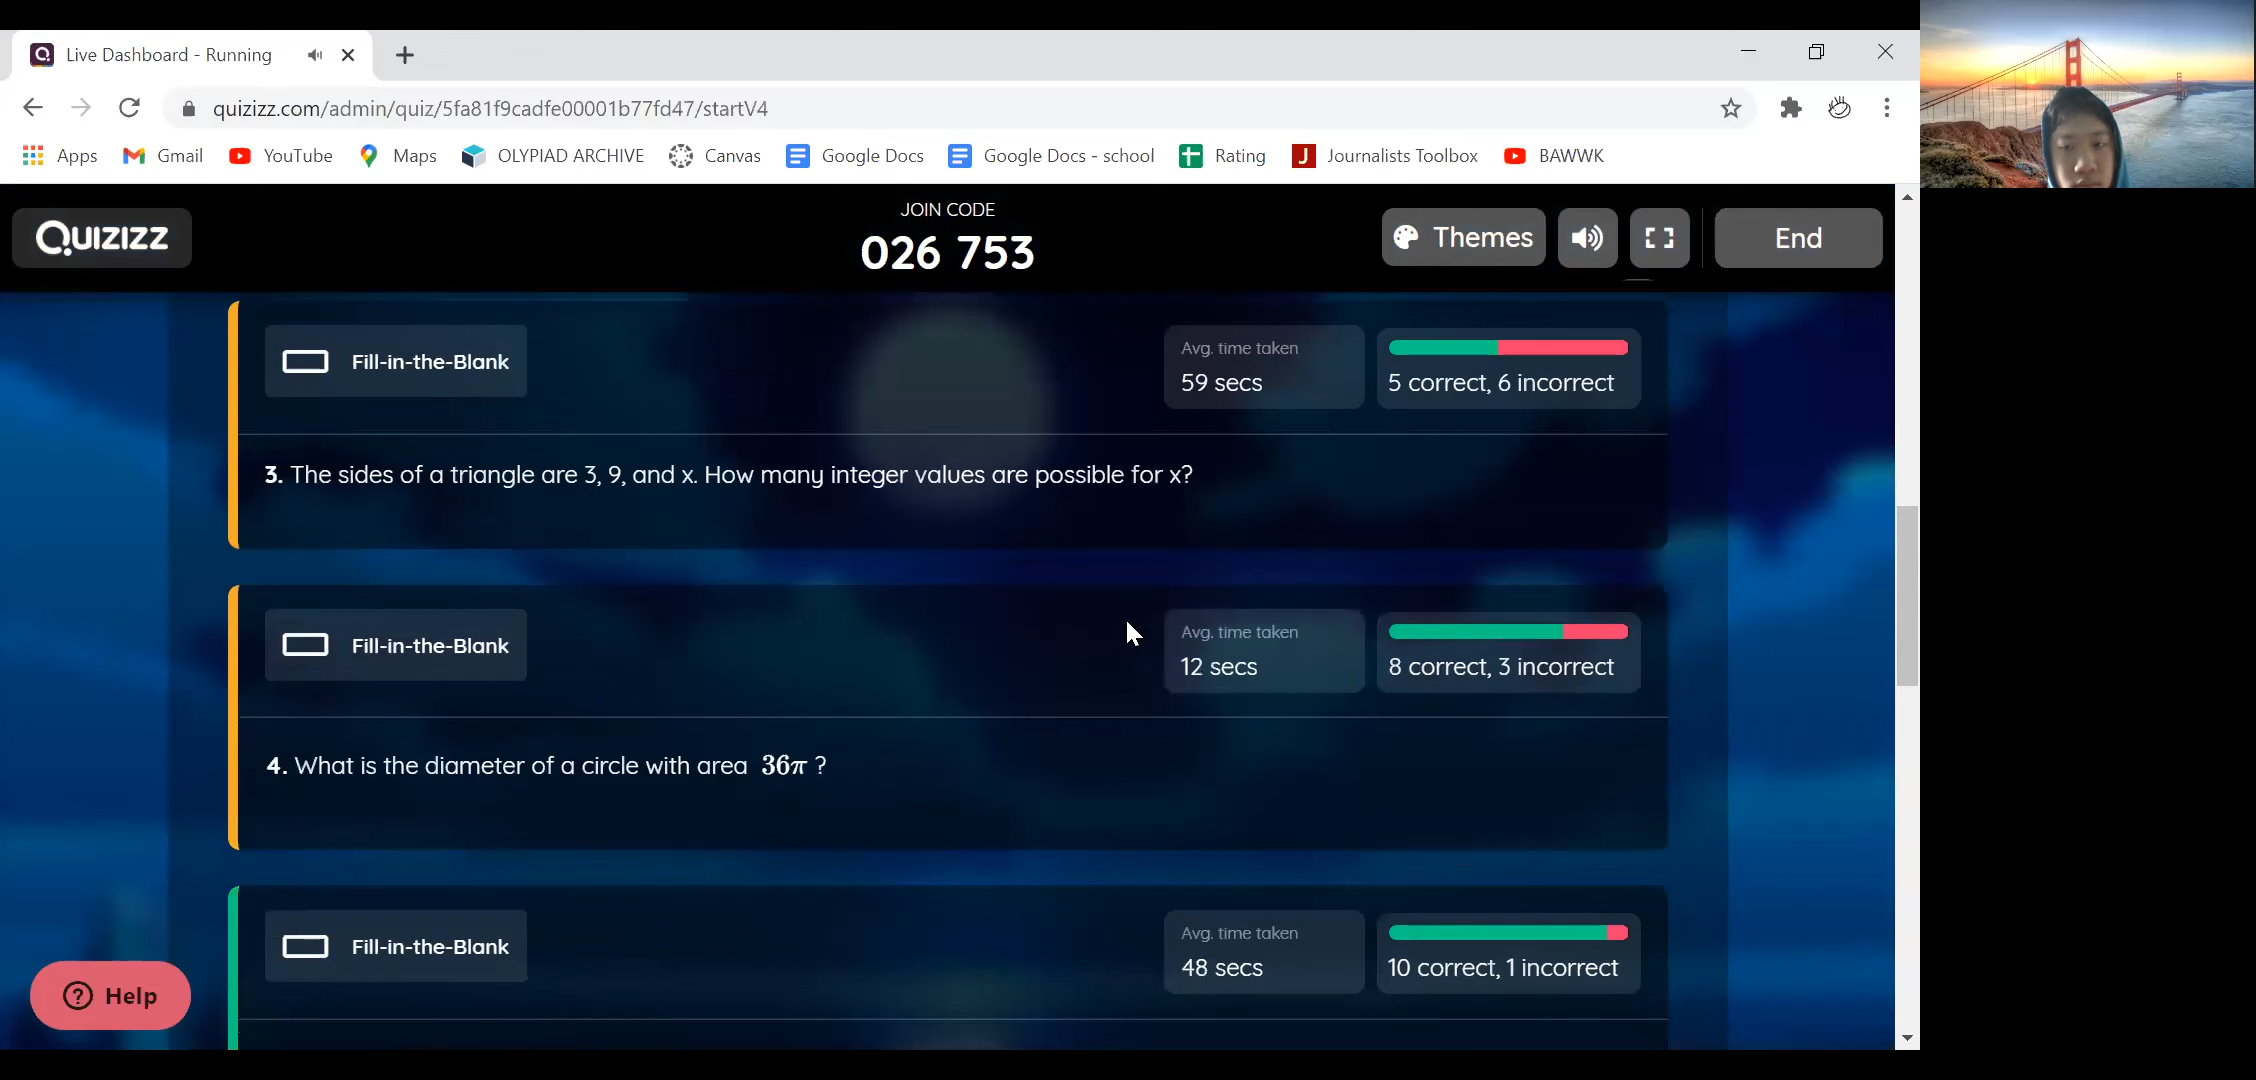 Live Dashboard - Running
quizizz.com/admin/quiz/5fa81f9cadfe00001b77fd47/startV4
Apps Gmail YouTube Maps OLYPIAD ARCHIVE Canvas Google Docs Google Docs - school Rating Journalists Toolbox BAWWK
JOIN CODE
QUIZIZZ 026 753 Themes End
Fill-in-the-Blank
Avg. time taken
59 secs
5 correct, 6 incorrect
3. The sides of a triangle are 3, 9, and x. How many integer values are possible for x?
Fill-in-the-Blank
Avg. time taken
12 secs
8 correct, 3 incorrect
4. What is the diameter of a circle with area 36π ?
Fill-in-the-Blank
Avg. time taken
48 secs
10 correct, 1 incorrect
Help